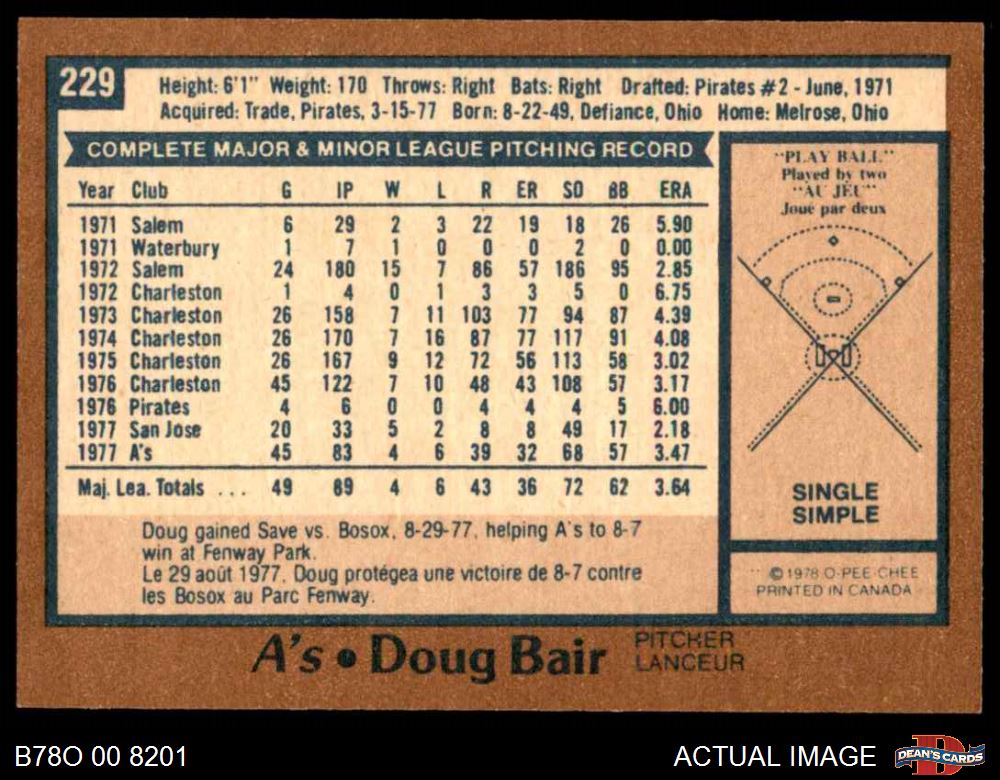 229
Height: 6'1" Weight: 170 Throws: Right Bats: Right Drafted: Pirates #2 - June, 1971
Acquired: Trade, Pirates, 3-15-77 Born: 8-22-49, Defiance, Ohio Home: Melrose, Ohio
COMPLETE MAJOR & MINOR LEAGUE PITCHING RECORD
Year Club G IP W L R ER SO BB ERA
1971 Salem 6 29 2 3 22 19 18 26 5.90
1971 Waterbury 1 7 1 0 0 0 2 0 0.00
1972 Salem 24 180 15 7 86 57 186 95 2.85
1972 Charleston 1 4 0 1 3 3 5 0 6.75
1973 Charleston 26 158 7 11 103 77 94 87 4.39
1974 Charleston 26 170 7 16 87 77 117 91 4.08
1975 Charleston 26 167 9 12 72 56 113 58 3.02
1976 Charleston 45 122 7 10 48 43 108 57 3.17
1976 Pirates 4 6 0 0 4 4 4 5 6.00
1977 San Jose 20 33 5 2 8 8 49 17 2.18
1977 A's 45 83 4 6 39 32 68 57 3.47
Maj. Lea. Totals ... 49 89 4 6 43 36 72 62 3.64
Doug gained Save vs. Bosox, 8-29-77, helping A's to 8-7
win at Fenway Park.
Le 29 août 1977, Doug protégea une victoire de 8-7 contre
les Bosox au Parc Fenway.
"PLAY BALL"
Played by two
"AU JEU"
Joue par deux
SINGLE
SIMPLE
© 1978 O-PEE-CHEE
PRINTED IN CANADA
A's • Doug Bair
PITCHER
LANCEUR
B78O 00 8201
ACTUAL IMAGE
D
DEAN'S CARDS